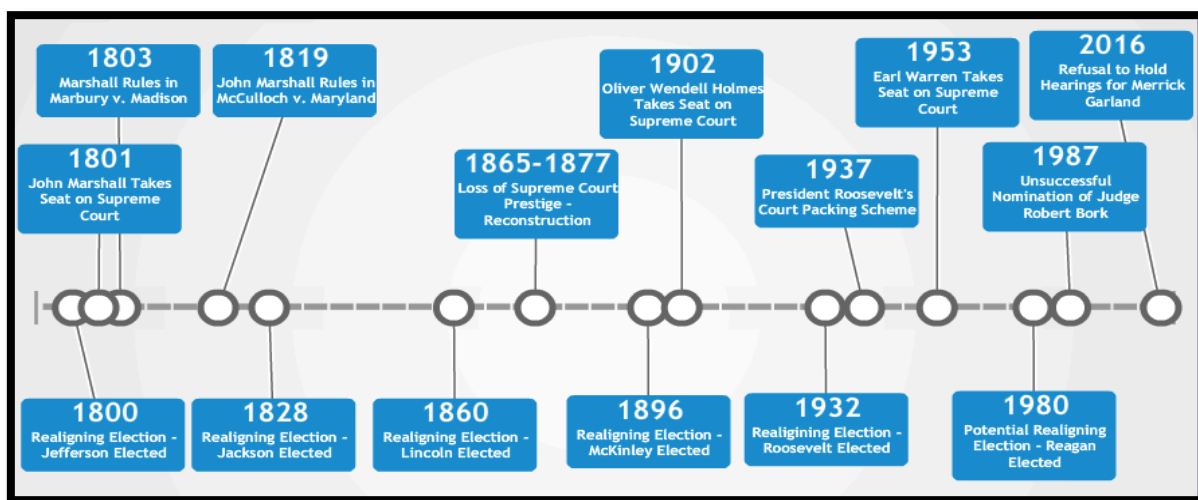 1803
Marshall Rules in
Marbury v. Madison
1819
John Marshall Rules in
McCulloch v. Maryland
1902
Oliver Wendell Holmes
Takes Seat on
Supreme Court
1953
Earl Warren Takes
Seat on Supreme
Court
2016
Refusal to Hold
Hearings for Merrick
Garland
1801
John Marshall Takes
Seat on Supreme
Court
1865-1877
Loss of Supreme Court
Prestige -
Reconstruction
1937
President Roosevelt's
Court Packing Scheme
1987
Unsuccessful
Nomination of Judge
Robert Bork
1800
Realigning Election -
Jefferson Elected
1828
Realigning Election -
Jackson Elected
1860
Realigning Election -
Lincoln Elected
1896
Realigning Election -
McKinley Elected
1932
Realigining Election -
Roosevelt Elected
1980
Potential Realigning
Election - Reagan
Elected